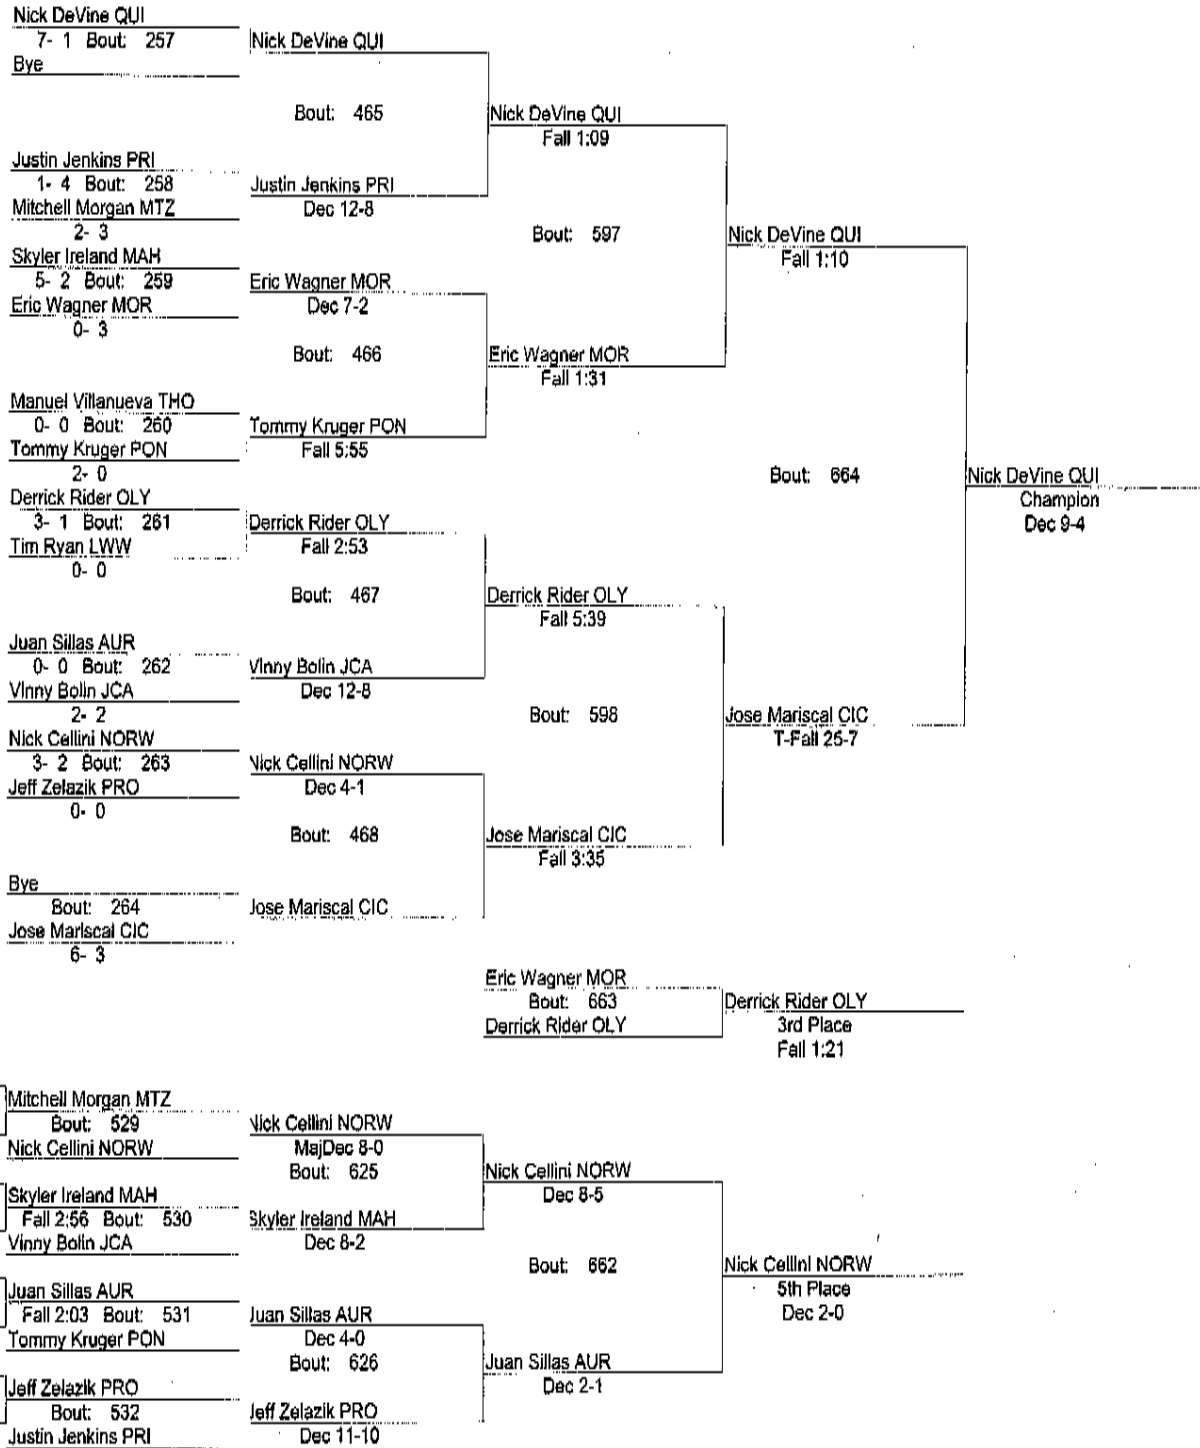 Nick DeVine QUI
7- 1 Bout: 257
Bye
Nick DeVine QUI
Bout: 465
Justin Jenkins PRI
1- 4 Bout: 258
Mitchell Morgan MTZ
2- 3
Justin Jenkins PRI
Dec 12-8
Nick DeVine QUI
Fall 1:09
Bout: 597
Skyler Ireland MAH
5- 2 Bout: 259
Eric Wagner MOR
0- 3
Eric Wagner MOR
Dec 7-2
Bout: 466
Manuel Villanueva THO
0- 0 Bout: 260
Tommy Kruger PON
2- 0
Tommy Kruger PON
Fall 5:55
Eric Wagner MOR
Fall 1:31
Nick DeVine QUI
Fall 1:10
Bout: 664
Nick DeVine QUI
Champion
Dec 9-4
Derrick Rider OLY
3- 1 Bout: 261
Tim Ryan LWW
0- 0
Derrick Rider OLY
Fall 2:53
Bout: 467
Juan Sillas AUR
0- 0 Bout: 262
Vinny Bolin JCA
2- 2
Vinny Bolin JCA
Dec 12-8
Derrick Rider OLY
Fall 5:39
Bout: 598
Nick Cellini NORW
3- 2 Bout: 263
Jeff Zelazik PRO
0- 0
Nick Cellini NORW
Dec 4-1
Bout: 468
Bye
Bout: 264
Jose Mariscal CIC
6- 3
Jose Mariscal CIC
Jose Mariscal CIC
Fall 3:35
Jose Mariscal CIC
T-Fall 25-7
Eric Wagner MOR
Bout: 663
Derrick Rider OLY
Derrick Rider OLY
3rd Place
Fall 1:21
Mitchell Morgan MTZ
Bout: 529
Nick Cellini NORW
Nick Cellini NORW
MajDec 8-0
Bout: 625
Skyler Ireland MAH
Fall 2:56 Bout: 530
Vinny Bolin JCA
Skyler Ireland MAH
Dec 8-2
Nick Cellini NORW
Dec 8-5
Bout: 662
Juan Sillas AUR
Fall 2:03 Bout: 531
Tommy Kruger PON
Juan Sillas AUR
Dec 4-0
Bout: 626
Jeff Zelazik PRO
Bout: 532
Justin Jenkins PRI
Jeff Zelazik PRO
Dec 11-10
Juan Sillas AUR
Dec 2-1
Nick Cellini NORW
5th Place
Dec 2-0